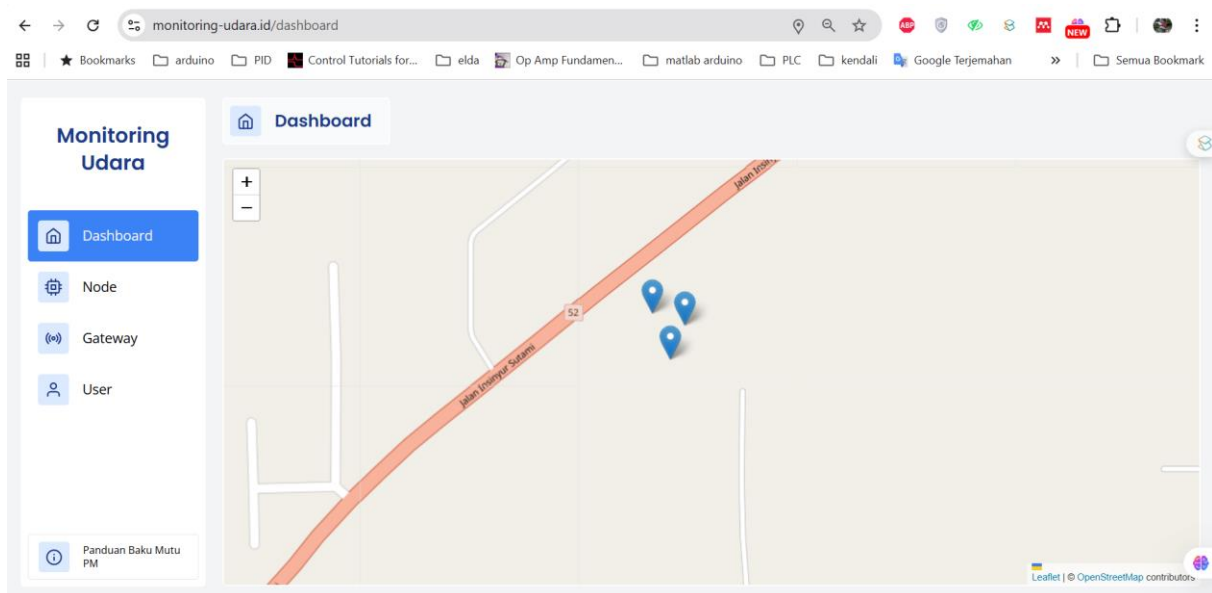 monitoring-udara.id/dashboard
ABP
NEW
Bookmarks
arduino
PID
Control Tutorials for...
elda
Op Amp Fundamen...
matlab arduino
PLC
kendali
Google Terjemahan
»
Semua Bookmark
Monitoring
Udara
Dashboard
Node
Gateway
User
Panduan Baku Mutu
PM
Dashboard
+
−
Jalan Insin
52
Jalan Insinyur Sutami
Leaflet | © OpenStreetMap contributors